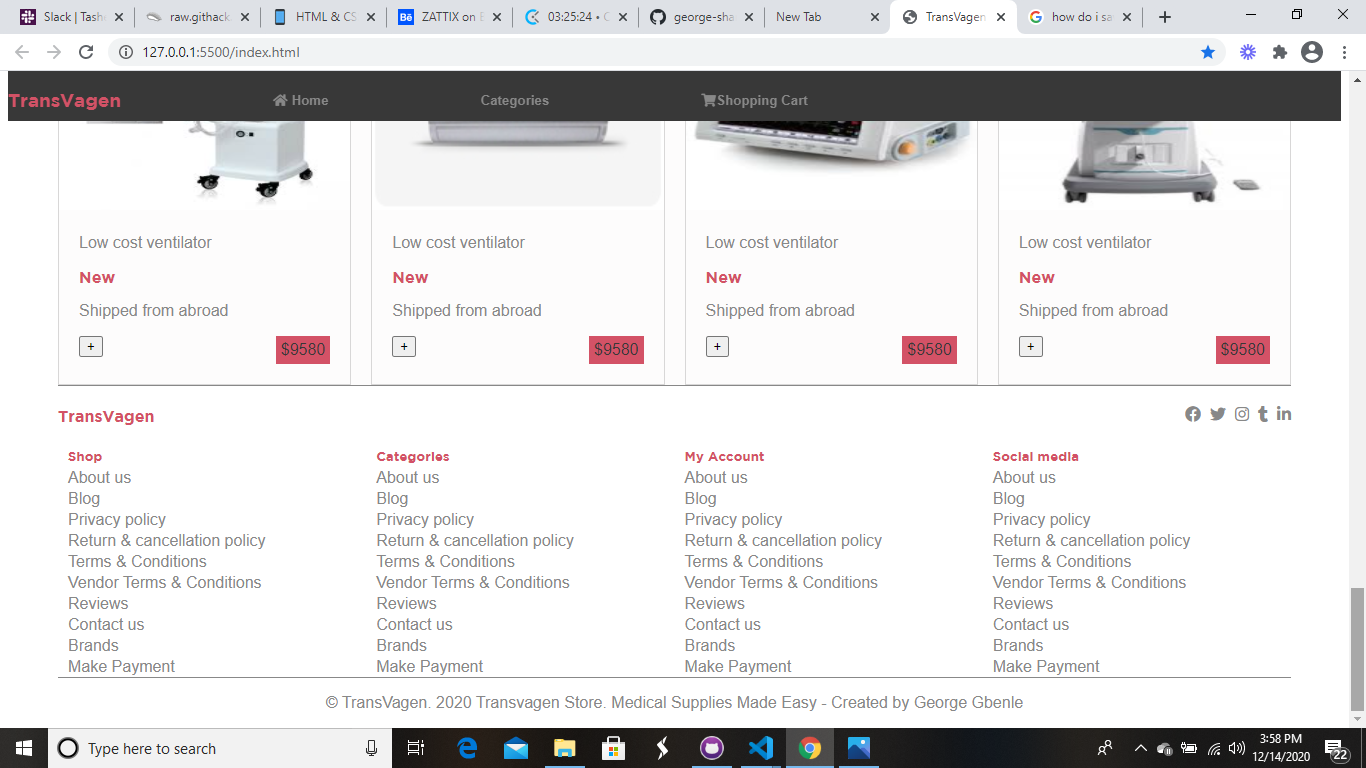 Slack | Tash
raw.githack.
HTML & CS
ZATTIX on B
03:25:24 • C
george-sha
New Tab
TransVagen
how do i sa
127.0.0.1:5500/index.html
TransVagen Home Categories Shopping Cart
Low cost ventilator Low cost ventilator Low cost ventilator Low cost ventilator
New New New New
Shipped from abroad Shipped from abroad Shipped from abroad Shipped from abroad
+ $9580 + $9580 + $9580 + $9580
TransVagen
Shop Categories My Account Social media
About us About us About us About us
Blog Blog Blog Blog
Privacy policy Privacy policy Privacy policy Privacy policy
Return & cancellation policy Return & cancellation policy Return & cancellation policy Return & cancellation policy
Terms & Conditions Terms & Conditions Terms & Conditions Terms & Conditions
Vendor Terms & Conditions Vendor Terms & Conditions Vendor Terms & Conditions Vendor Terms & Conditions
Reviews Reviews Reviews Reviews
Contact us Contact us Contact us Contact us
Brands Brands Brands Brands
Make Payment Make Payment Make Payment Make Payment
© TransVagen. 2020 Transvagen Store. Medical Supplies Made Easy - Created by George Gbenle
Type here to search
3:58 PM
12/14/2020
22